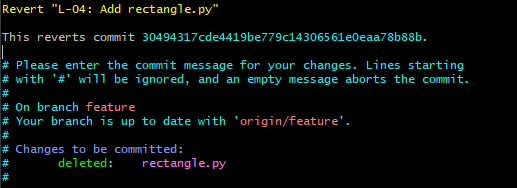 Revert "L-04: Add rectangle.py"
This reverts commit 30494317cde4419be779c14306561e0eaa78b88b.
# Please enter the commit message for your changes. Lines starting
# with '#' will be ignored, and an empty message aborts the commit.
#
# On branch feature
# Your branch is up to date with 'origin/feature'.
#
# Changes to be committed:
#       deleted:    rectangle.py
#